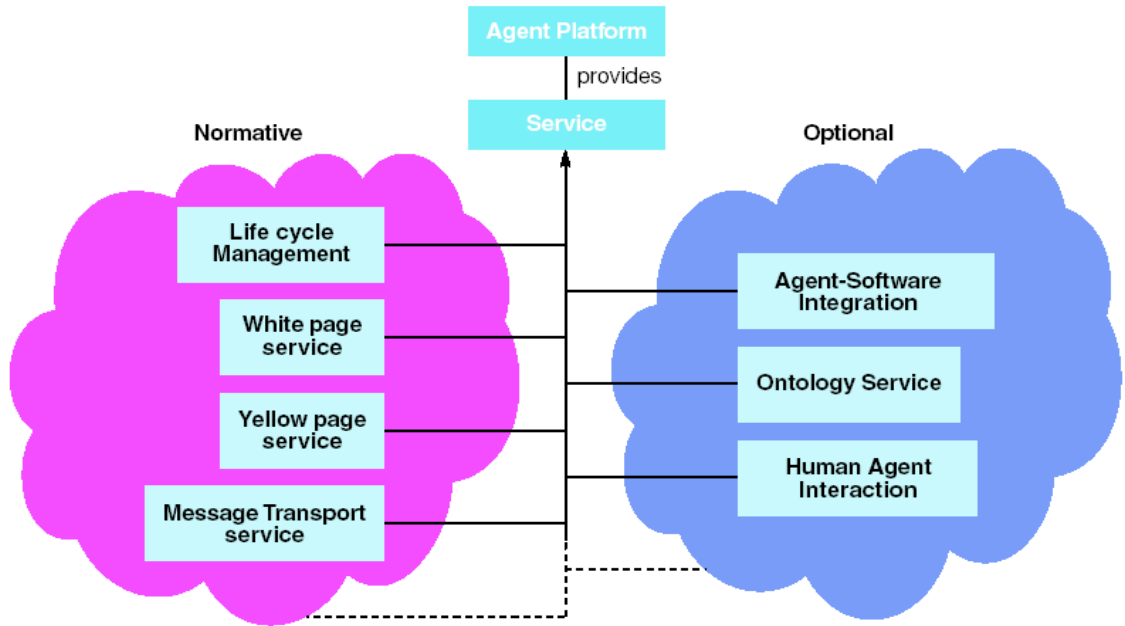 Agent Platform
provides
Service
Normative
Optional
Life cycle
Management
White page
service
Yellow page
service
Message Transport
service
Agent-Software
Integration
Ontology Service
Human Agent
Interaction